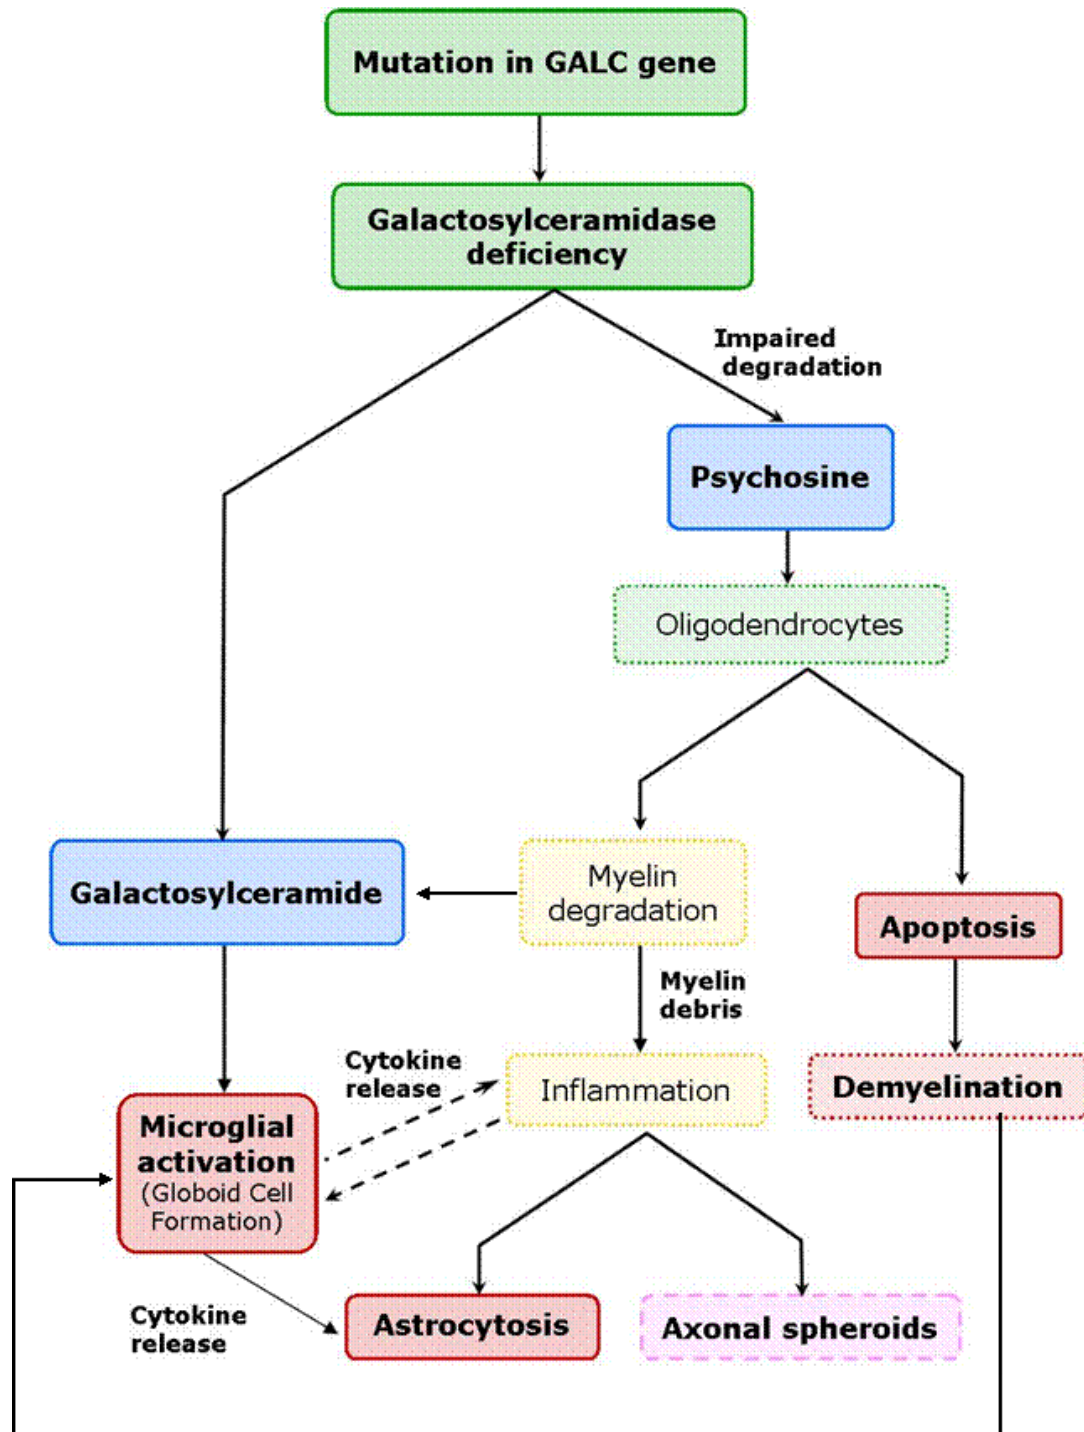 Mutation in GALC gene
Galactosylceramidase
deficiency
Impaired
degradation
Psychosine
Oligodendrocytes
Galactosylceramide
Myelin
degradation
Apoptosis
Myelin
debris
Cytokine
release
Inflammation
Demyelination
Microglial
activation
(Globoid Cell
Formation)
Cytokine
release
Astrocytosis
Axonal spheroids